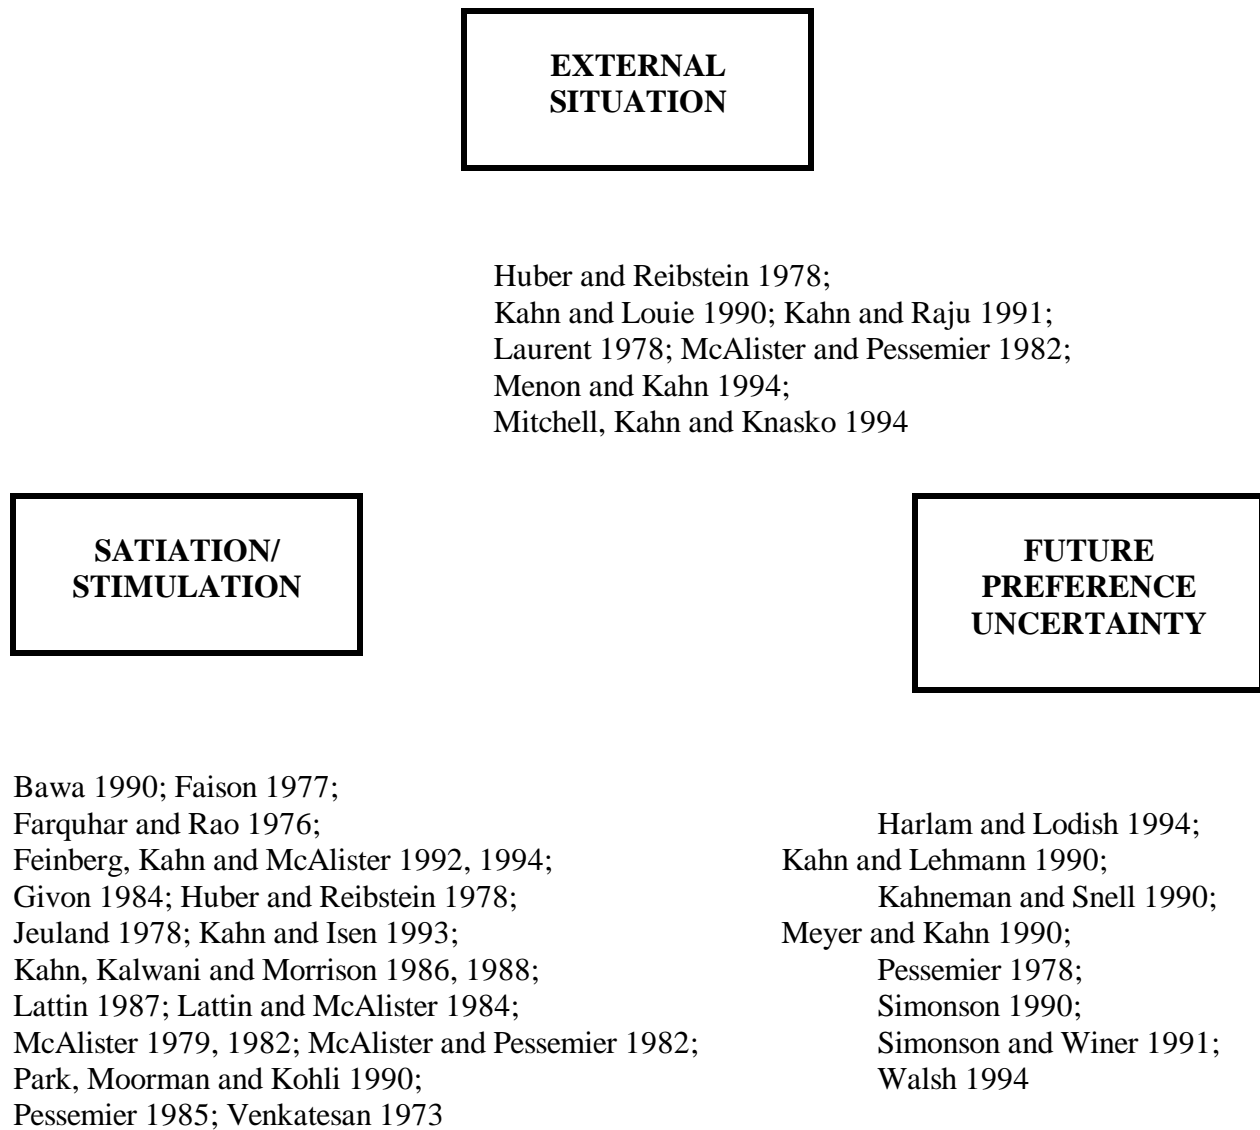 EXTERNAL
SITUATION
Huber and Reibstein 1978;
Kahn and Louie 1990; Kahn and Raju 1991;
Laurent 1978; McAlister and Pessemier 1982;
Menon and Kahn 1994;
Mitchell, Kahn and Knasko 1994
SATIATION/
STIMULATION
FUTURE
PREFERENCE
UNCERTAINTY
Bawa 1990; Faison 1977;
Farquhar and Rao 1976;
Feinberg, Kahn and McAlister 1992, 1994;
Givon 1984; Huber and Reibstein 1978;
Jeuland 1978; Kahn and Isen 1993;
Kahn, Kalwani and Morrison 1986, 1988;
Lattin 1987; Lattin and McAlister 1984;
McAlister 1979, 1982; McAlister and Pessemier 1982;
Park, Moorman and Kohli 1990;
Pessemier 1985; Venkatesan 1973
Harlam and Lodish 1994;
Kahn and Lehmann 1990;
Kahneman and Snell 1990;
Meyer and Kahn 1990;
Pessemier 1978;
Simonson 1990;
Simonson and Winer 1991;
Walsh 1994